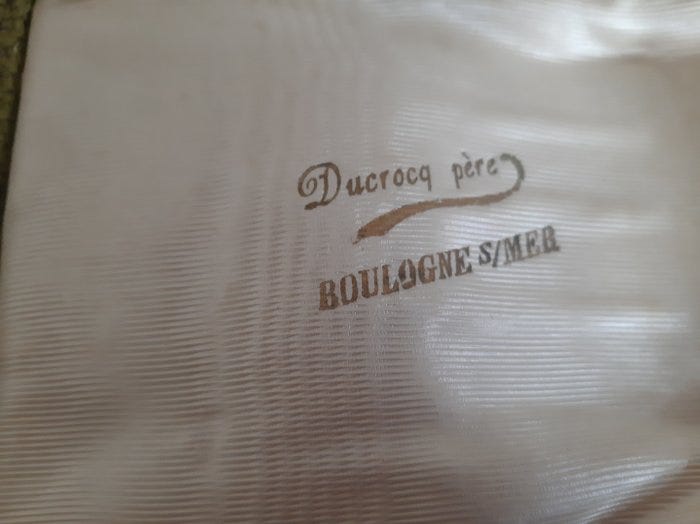 Ducrocq père
BOULOGNE S/MER